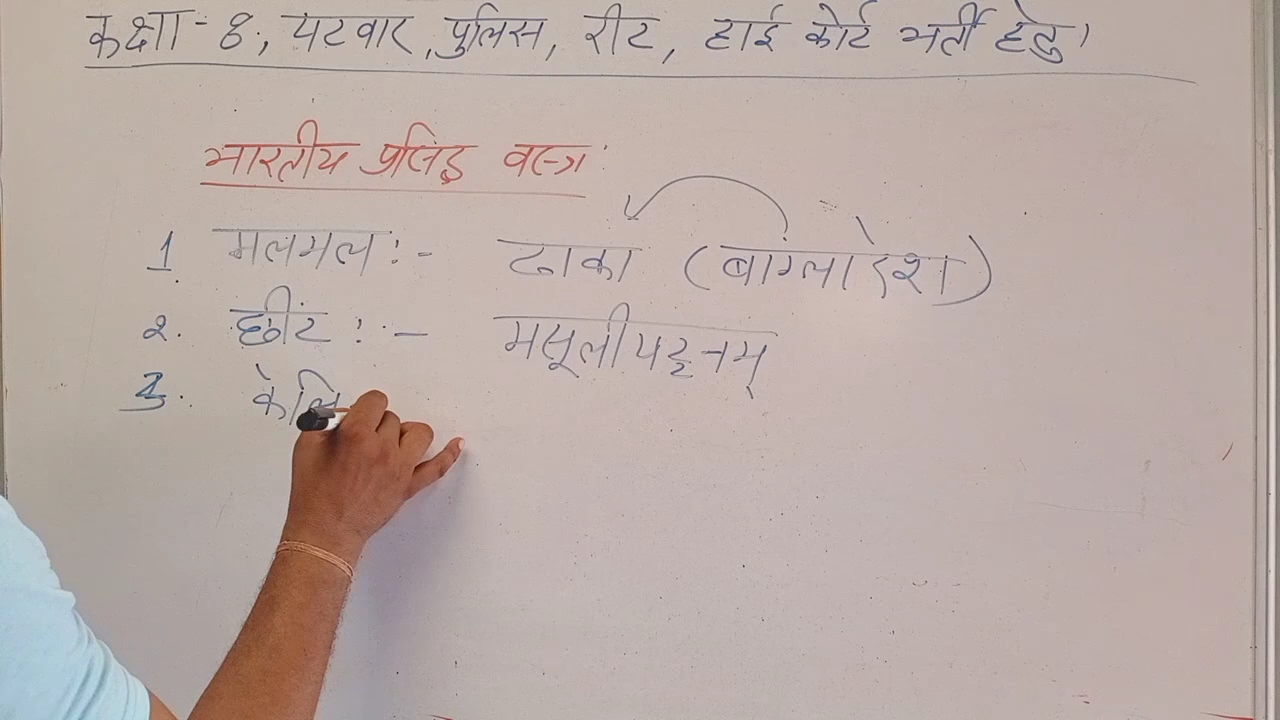 कक्षा-8, पटवार, पुलिस, रीट, हाई कोर्ट भर्ती हेतु।
भारतीय प्रसिद्ध वस्त्र:
1 मलमल :- ढाका (बांग्लादेश)
2. छींट :- मसूलीपट्टनम्
3. केलि